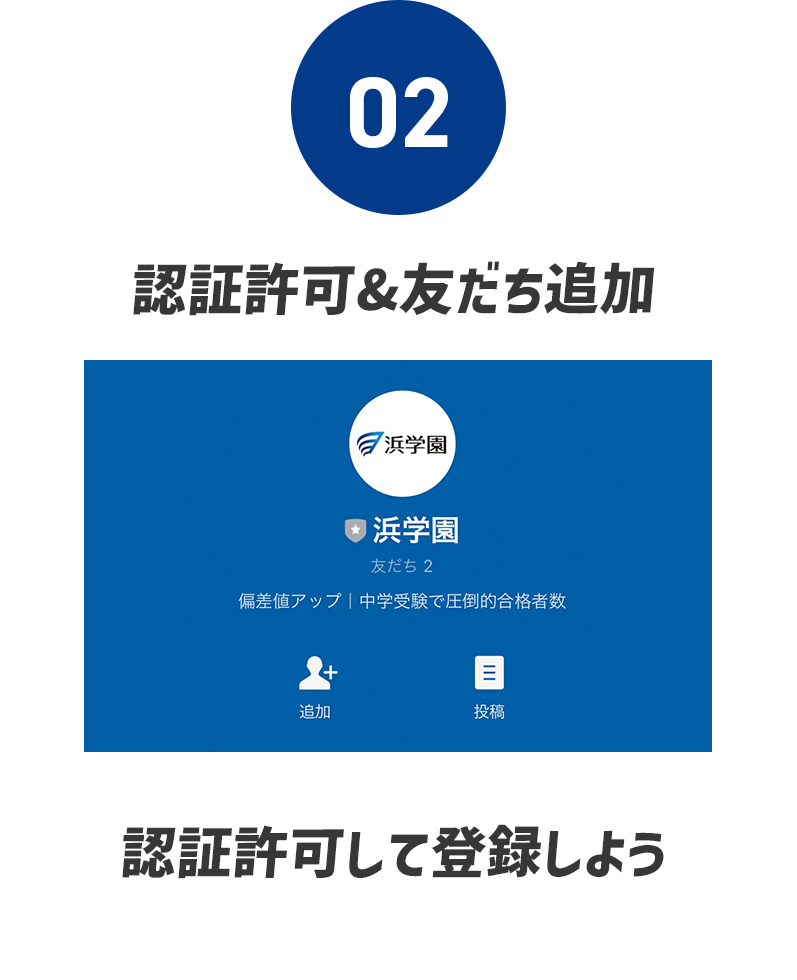 02
認証許可&友だち追加
浜学園
浜学園
友だち 2
偏差値アップ｜中学受験で圧倒的合格者数
追加 投稿
認証許可して登録しよう